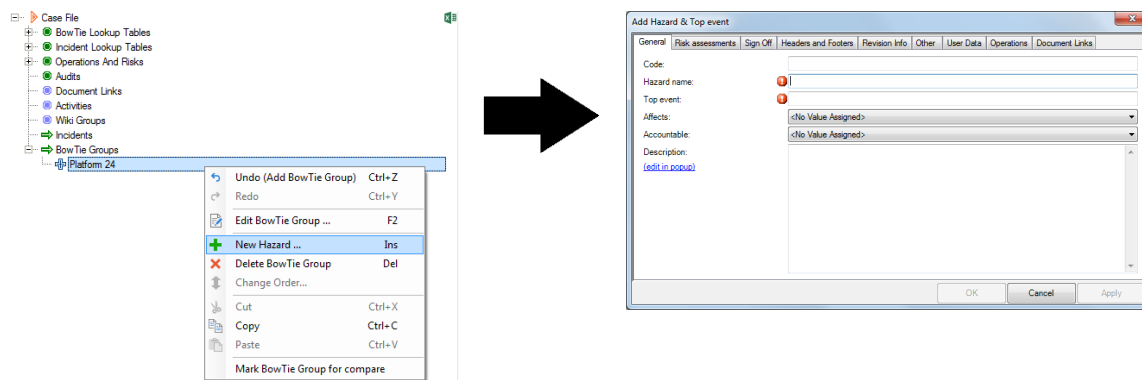 Case File
BowTie Lookup Tables
Incident Lookup Tables
Operations And Risks
Audits
Document Links
Activities
Wiki Groups
Incidents
BowTie Groups
Platform 24
Undo (Add BowTie Group) Ctrl+Z
Redo Ctrl+Y
Edit BowTie Group ... F2
New Hazard ... Ins
Delete BowTie Group Del
Change Order...
Cut Ctrl+X
Copy Ctrl+C
Paste Ctrl+V
Mark BowTie Group for compare
Add Hazard & Top event
General Risk assessments Sign Off Headers and Footers Revision Info Other User Data Operations Document Links
Code:
Hazard name:
Top event:
Affects: <No Value Assigned>
Accountable: <No Value Assigned>
Description:
(edit in popup)
OK Cancel Apply